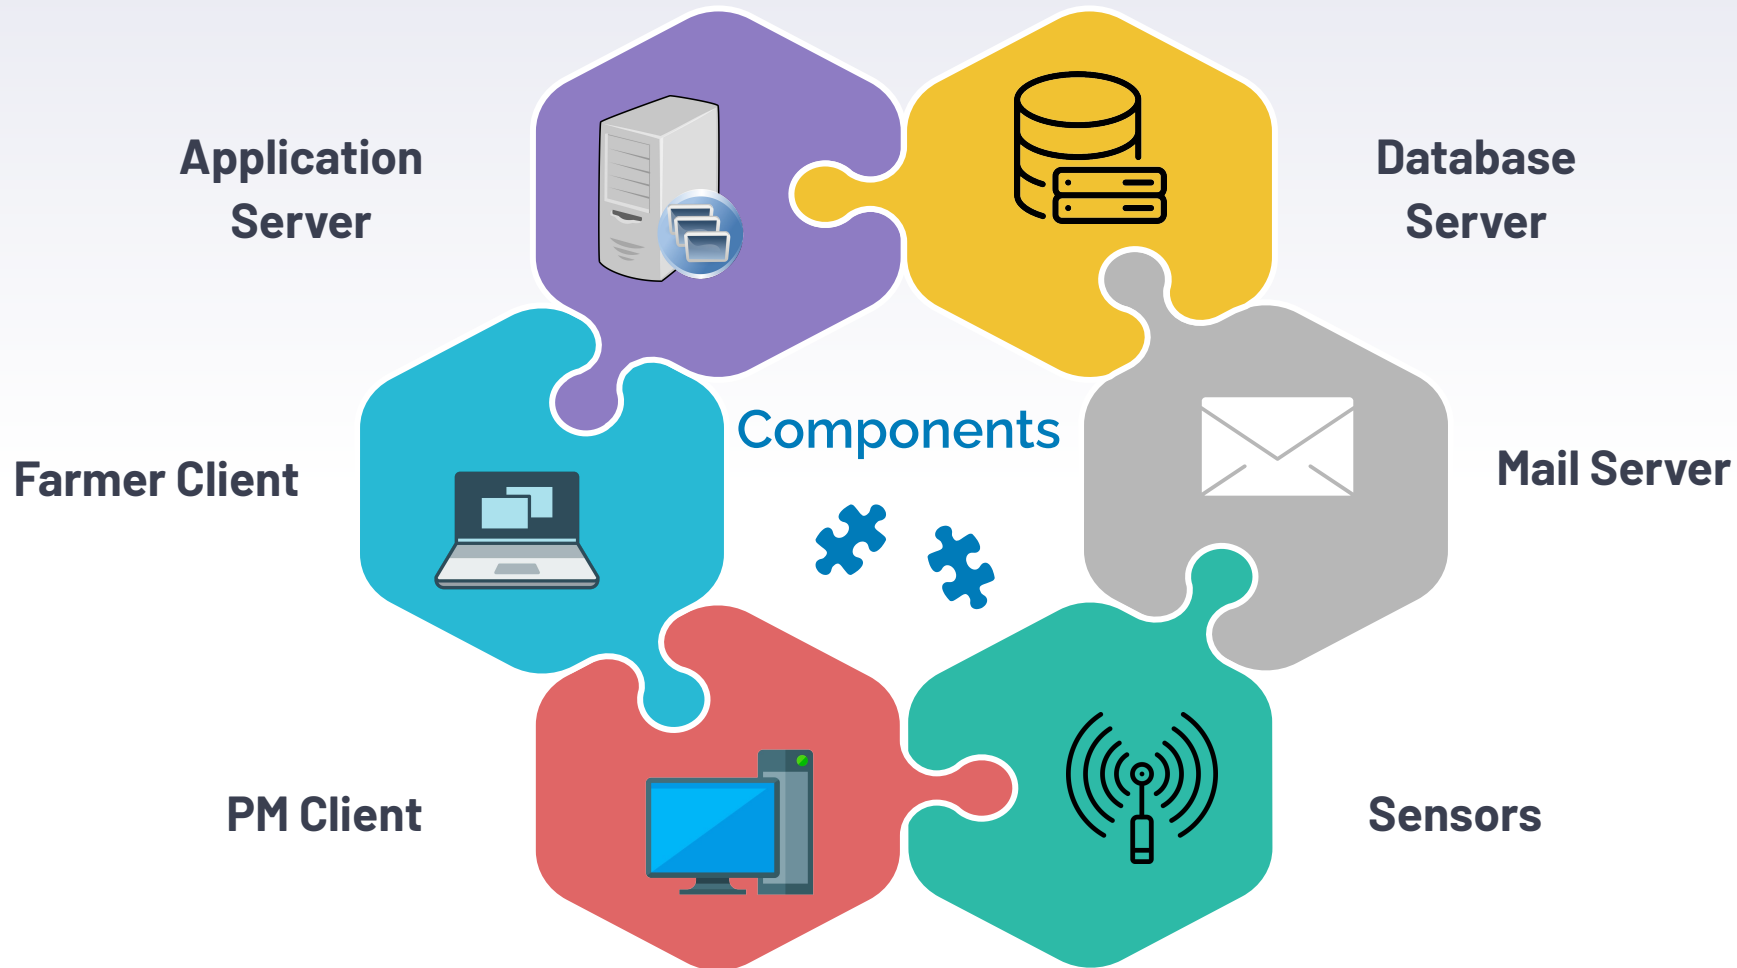 Application
Server
Database
Server
Components
Farmer Client
Mail Server
PM Client
Sensors